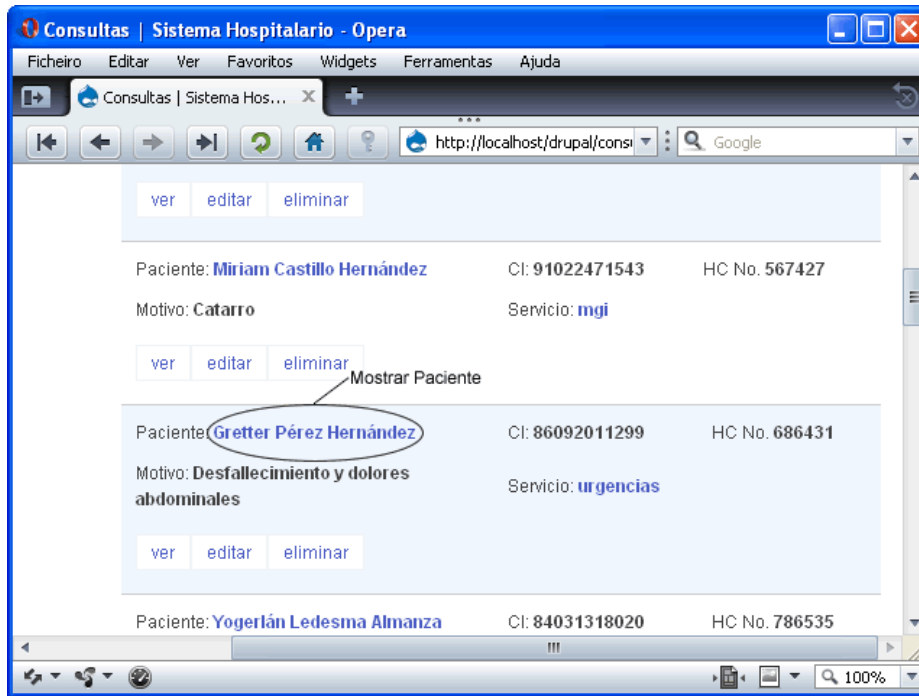 Consultas | Sistema Hospitalario - Opera
Ficheiro Editar Ver Favoritos Widgets Ferramentas Ajuda
Consultas | Sistema Hos...
http://localhost/drupal/consu Google
ver editar eliminar
Paciente: Miriam Castillo Hernández CI: 91022471543 HC No. 567427
Motivo: Catarro Servicio: mgi
ver editar eliminar
Mostrar Paciente
Paciente: Gretter Pérez Hernández CI: 86092011299 HC No. 686431
Motivo: Desfallecimiento y dolores
abdominales
Servicio: urgencias
ver editar eliminar
Paciente: Yogerlán Ledesma Almanza CI: 84031318020 HC No. 786535
100%